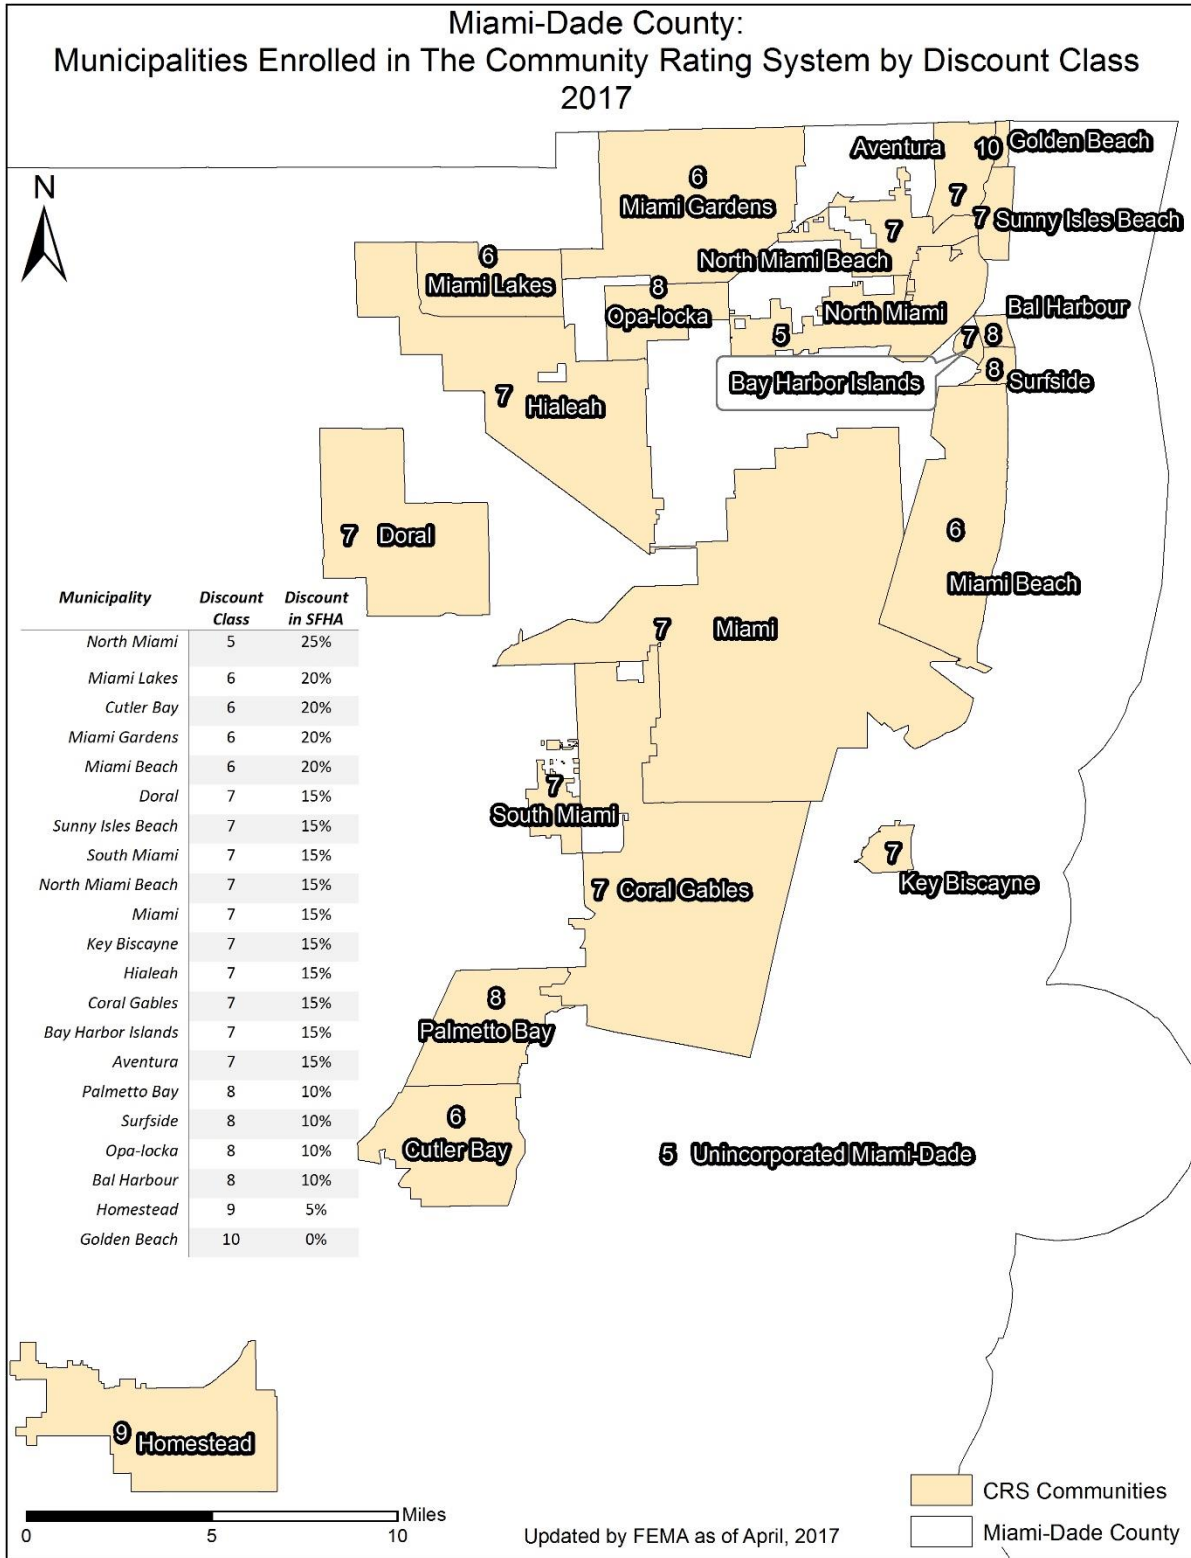 Miami-Dade County:
Municipalities Enrolled in The Community Rating System by Discount Class
2017
N
Aventura
10 Golden Beach
6
Miami Gardens
7
7 Sunny Isles Beach
7
North Miami Beach
6
Miami Lakes
8
Opa-locka
North Miami
5
Bal Harbour
7 8
Bay Harbor Islands
8
Surfside
7 Hialeah
7 Doral
6
Miami Beach
7 Miami
7
South Miami
7 Coral Gables
7
Key Biscayne
8
Palmetto Bay
6
Cutler Bay
5 Unincorporated Miami-Dade
9 Homestead
Municipality Discount Class Discount in SFHA
North Miami 5 25%
Miami Lakes 6 20%
Cutler Bay 6 20%
Miami Gardens 6 20%
Miami Beach 6 20%
Doral 7 15%
Sunny Isles Beach 7 15%
South Miami 7 15%
North Miami Beach 7 15%
Miami 7 15%
Key Biscayne 7 15%
Hialeah 7 15%
Coral Gables 7 15%
Bay Harbor Islands 7 15%
Aventura 7 15%
Palmetto Bay 8 10%
Surfside 8 10%
Opa-locka 8 10%
Bal Harbour 8 10%
Homestead 9 5%
Golden Beach 10 0%
Miles
0 5 10
Updated by FEMA as of April, 2017
CRS Communities
Miami-Dade County